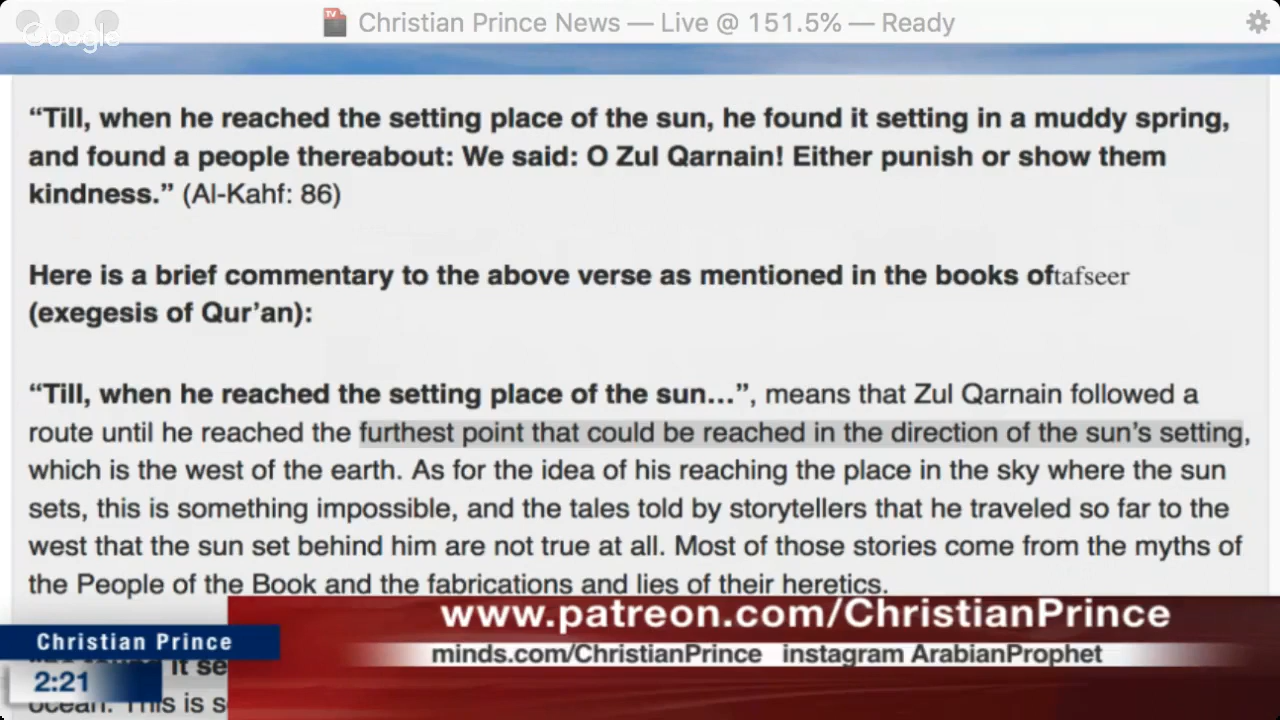 Christian Prince News — Live @ 151.5% — Ready
Google
“Till, when he reached the setting place of the sun, he found it setting in a muddy spring,
and found a people thereabout: We said: O Zul Qarnain! Either punish or show them
kindness.” (Al-Kahf: 86)
Here is a brief commentary to the above verse as mentioned in the books oftafseer
(exegesis of Qur’an):
“Till, when he reached the setting place of the sun…”, means that Zul Qarnain followed a
route until he reached the furthest point that could be reached in the direction of the sun’s setting,
which is the west of the earth. As for the idea of his reaching the place in the sky where the sun
sets, this is something impossible, and the tales told by storytellers that he traveled so far to the
west that the sun set behind him are not true at all. Most of those stories come from the myths of
the People of the Book and the fabrications and lies of their heretics.
www.patreon.com/ChristianPrince
Christian Prince
minds.com/ChristianPrince instagram ArabianProphet
it se
2:21
ocean. This is s